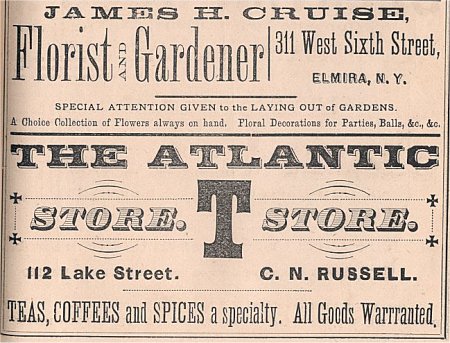 JAMES H. CRUISE,
Florist AND Gardener
311 West Sixth Street,
ELMIRA, N. Y.
SPECIAL ATTENTION GIVEN to the LAYING OUT of GARDENS.
A Choice Collection of Flowers always on hand. Floral Decorations for Parties, Balls, &c., &c.
THE ATLANTIC
STORE. T STORE.
112 Lake Street. C. N. RUSSELL.
TEAS, COFFEES and SPICES a specialty. All Goods Warrranted.